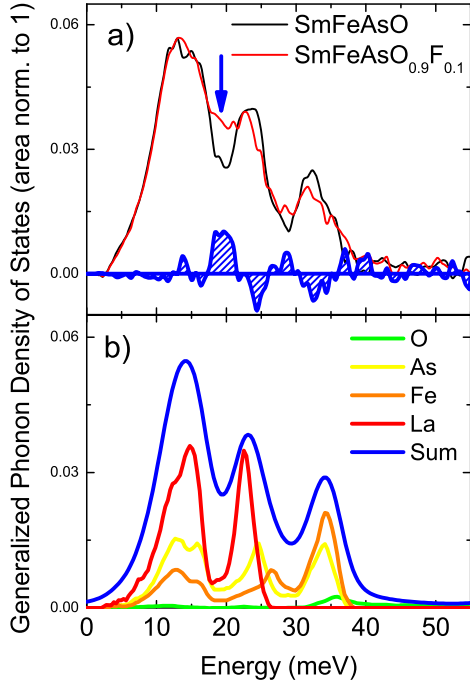 Generalized Phonon Density of States (area norm. to 1)
0.06
0.03
0.00
a)
SmFeAsO
SmFeAsO₀.₉F₀.₁
0.06
0.03
0.00
b)
O
As
Fe
La
Sum
0 10 20 30 40 50
Energy (meV)